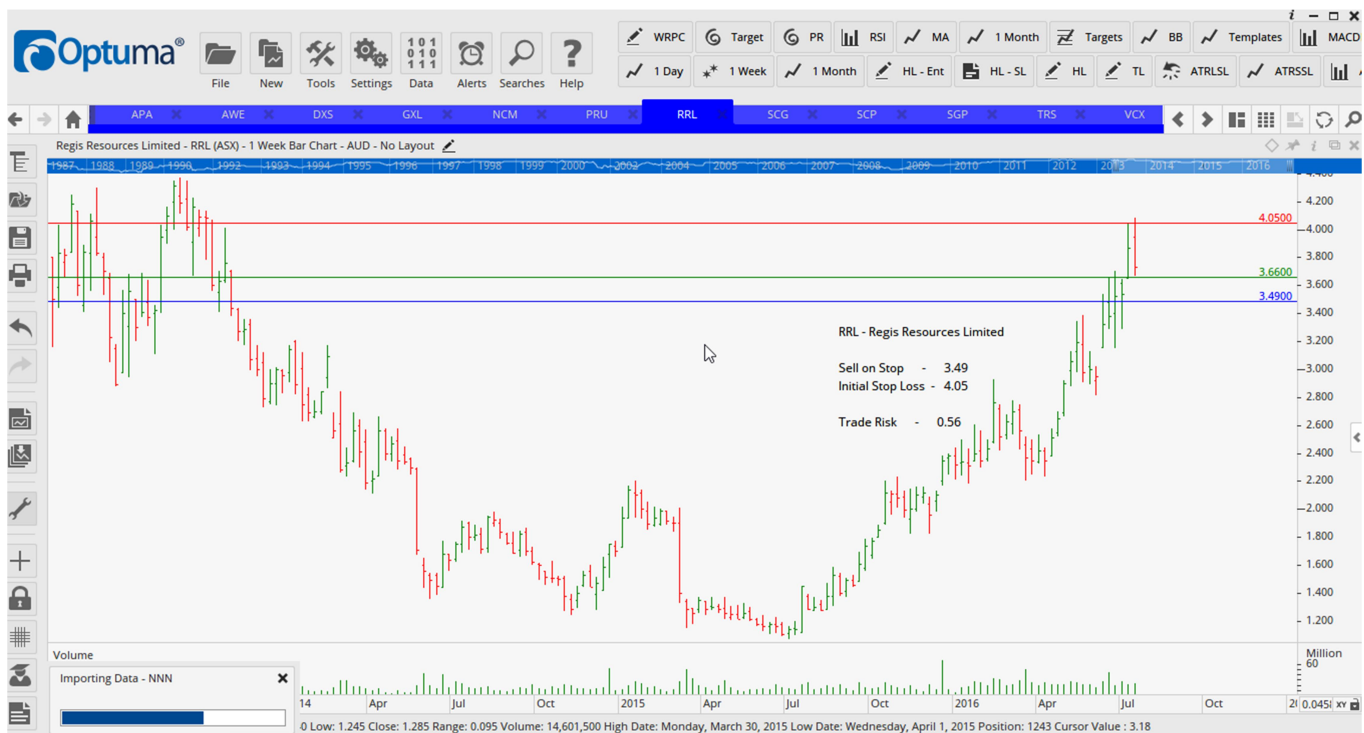 Optuma®
101
010
111
File New Tools Settings Data Alerts Searches Help
i
WRPC Target PR RSI MA 1 Month Targets BB Templates MACD
1 Day 1 Week 1 Month HL - Ent HL - SL HL TL ATRLSL ATRSSL
APA AWE DXS GXL NCM PRU RRL SCG SCP SGP TRS VCX
Regis Resources Limited - RRL (ASX) - 1 Week Bar Chart - AUD - No Layout
1987 1988 1989 1990 1992 1993 1994 1995 1996 1997 1998 1999 2000 2002 2004 2005 2006 2007 2008 2009 2010 2011 2012 2013 2014 2015 2016
4.400
4.200
4.0500
4.000
3.800
3.6600
3.600
3.4900
3.400
RRL - Regis Resources Limited
3.200
Sell on Stop - 3.49
3.000
Initial Stop Loss - 4.05
2.800
Trade Risk - 0.56
2.600
2.400
2.200
2.000
1.800
1.600
1.400
1.200
Volume
Million
60
Importing Data - NNN
14 Apr Jul Oct 2015 Apr Jul Oct 2016 Apr Jul Oct
XY
0 Low: 1.245 Close: 1.285 Range: 0.095 Volume: 14,601,500 High Date: Monday, March 30, 2015 Low Date: Wednesday, April 1, 2015 Position: 1243 Cursor Value : 3.18